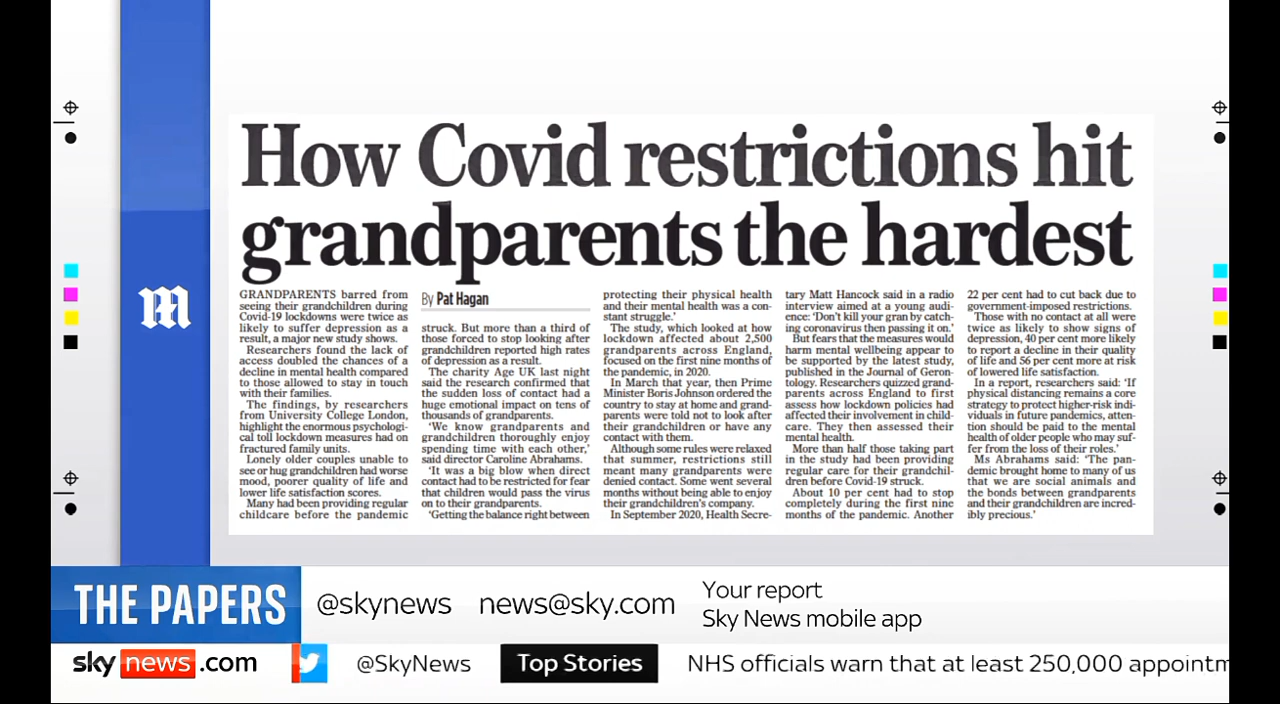 How Covid restrictions hit
grandparents the hardest
GRANDPARENTS barred from
seeing their grandchildren during
Covid-19 lockdowns were twice as
likely to suffer depression as a
result, a major new study shows.
Researchers found the lack of
access doubled the chances of a
decline in mental health compared
to those allowed to stay in touch
with their families.
The findings, by researchers
from University College London,
highlight the enormous psychologi-
cal toll lockdown measures had on
fractured family units.
Lonely older couples unable to
see or hug grandchildren had worse
mood, poorer quality of life and
lower life satisfaction scores.
Many had been providing regular
childcare before the pandemic
By Pat Hagan
struck. But more than a third of
those forced to stop looking after
grandchildren reported high rates
of depression as a result.
The charity Age UK last night
said the research confirmed that
the sudden loss of contact had a
huge emotional impact on tens of
thousands of grandparents.
'We know grandparents and
grandchildren thoroughly enjoy
spending time with each other,'
said director Caroline Abrahams.
'It was a big blow when direct
contact had to be restricted for fear
that children would pass the virus
on to their grandparents.
'Getting the balance right between
protecting their physical health
and their mental health was a con-
stant struggle.'
The study, which looked at how
lockdown affected about 2,500
grandparents across England,
focused on the first nine months of
the pandemic, in 2020.
In March that year, then Prime
Minister Boris Johnson ordered the
country to stay at home and grand-
parents were told not to look after
their grandchildren or have any
contact with them.
Although some rules were relaxed
that summer, restrictions still
meant many grandparents were
denied contact. Some went several
months without being able to enjoy
their grandchildren's company.
In September 2020, Health Secre-
tary Matt Hancock said in a radio
interview aimed at a young audi-
ence: 'Don't kill your gran by catch-
ing coronavirus then passing it on.'
But fears that the measures would
harm mental wellbeing appear to
be supported by the latest study,
published in the Journal of Geron-
tology. Researchers quizzed grand-
parents across England to first
assess how lockdown policies had
affected their involvement in child-
care. They then assessed their
mental health.
More than half those taking part
in the study had been providing
regular care for their grandchil-
dren before Covid-19 struck.
About 10 per cent had to stop
completely during the first nine
months of the pandemic. Another
22 per cent had to cut back due to
government-imposed restrictions.
Those with no contact at all were
twice as likely to show signs of
depression, 40 per cent more likely
to report a decline in their quality
of life and 56 per cent more at risk
of lowered life satisfaction.
In a report, researchers said: 'If
physical distancing remains a core
strategy to protect higher-risk indi-
viduals in future pandemics, atten-
tion should be paid to the mental
health of older people who may suf-
fer from the loss of their roles.'
Ms Abrahams said: 'The pan-
demic brought home to many of us
that we are social animals and
the bonds between grandparents
and their grandchildren are incred-
ibly precious.'
THE PAPERS
@skynews news@sky.com
Your report
Sky News mobile app
sky news .com
@SkyNews
Top Stories
NHS officials warn that at least 250,000 appointm